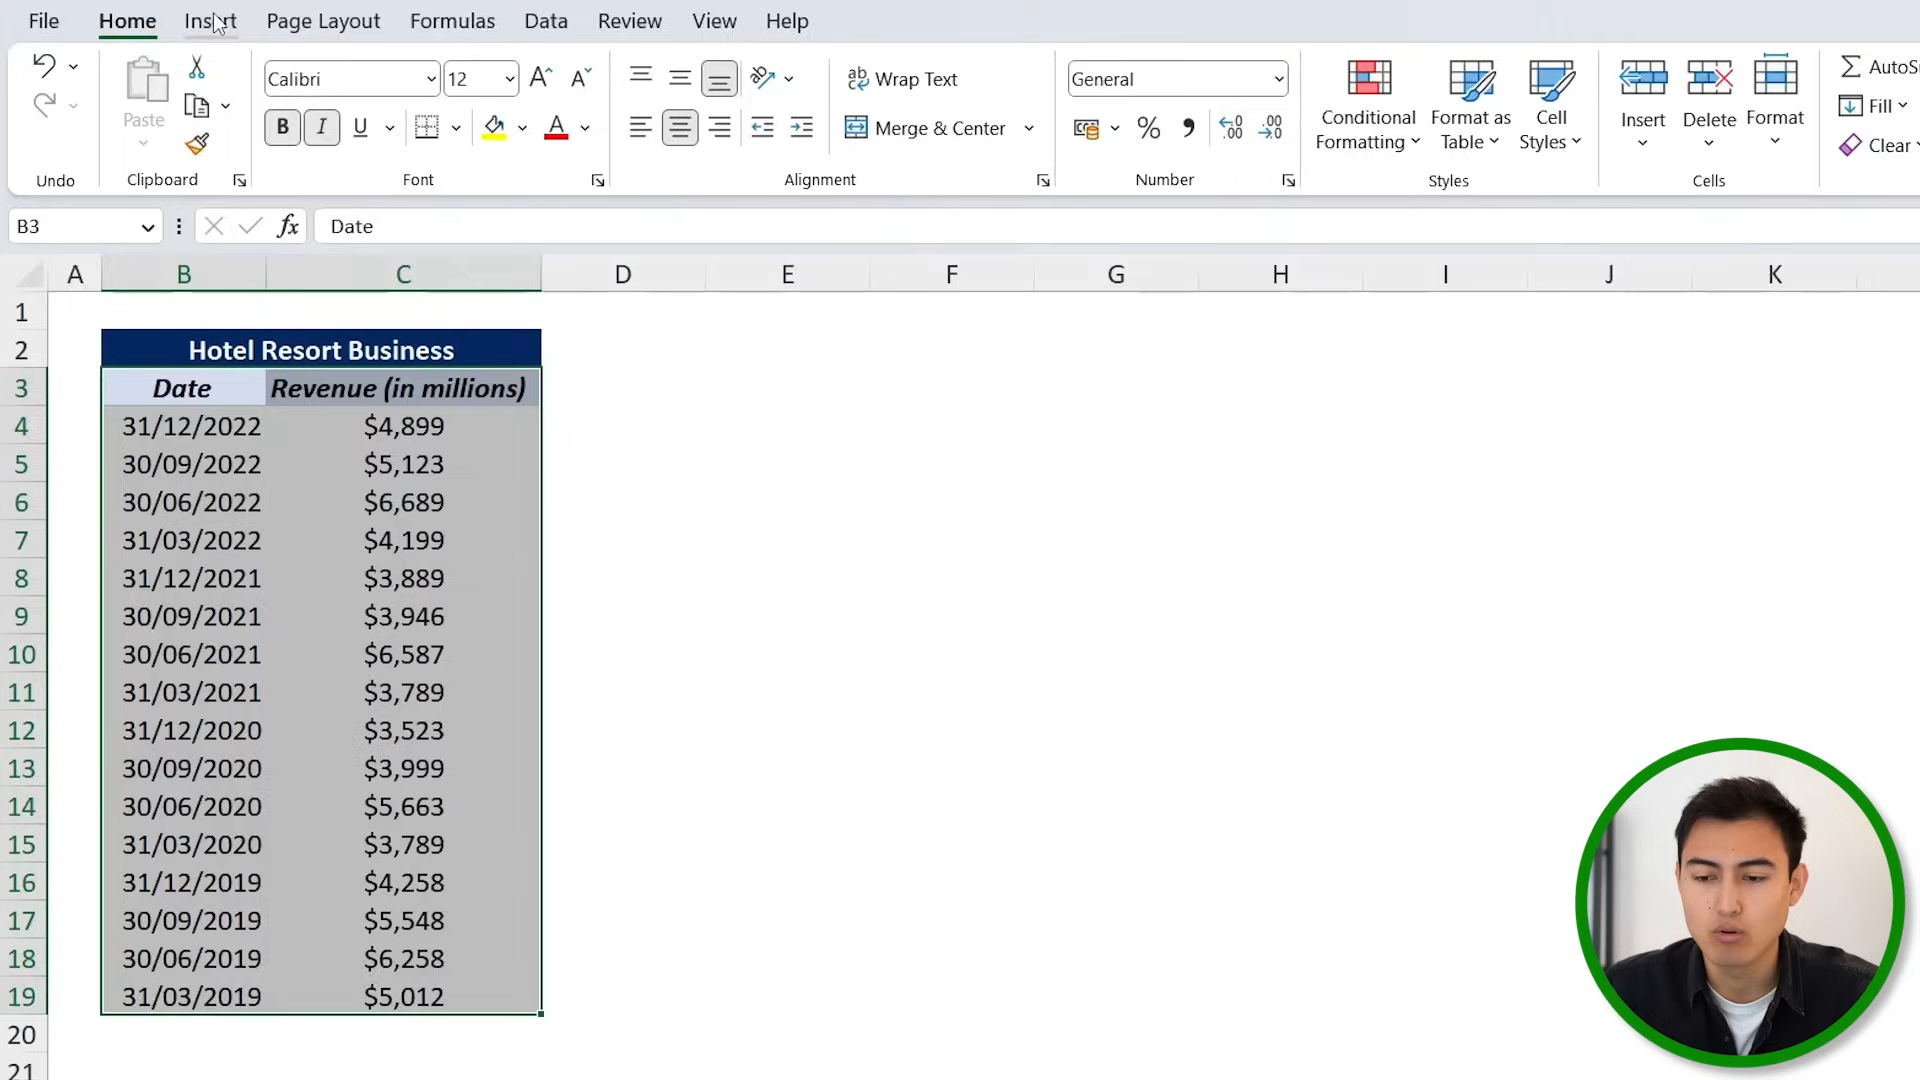 File Home Insert Page Layout Formulas Data Review View Help
Calibri 12 General
Wrap Text
AutoS
Paste
Conditional Formatting
Format as Table
Cell Styles
Insert Delete Format
Fill
B I U A
Merge & Center
% 9
Clear
Undo Clipboard Font Alignment Number Styles Cells
B3 fx Date
A B C D E F G H I J K
1
2 Hotel Resort Business
3 Date Revenue (in millions)
4 31/12/2022 $4,899
5 30/09/2022 $5,123
6 30/06/2022 $6,689
7 31/03/2022 $4,199
8 31/12/2021 $3,889
9 30/09/2021 $3,946
10 30/06/2021 $6,587
11 31/03/2021 $3,789
12 31/12/2020 $3,523
13 30/09/2020 $3,999
14 30/06/2020 $5,663
15 31/03/2020 $3,789
16 31/12/2019 $4,258
17 30/09/2019 $5,548
18 30/06/2019 $6,258
19 31/03/2019 $5,012
20
21